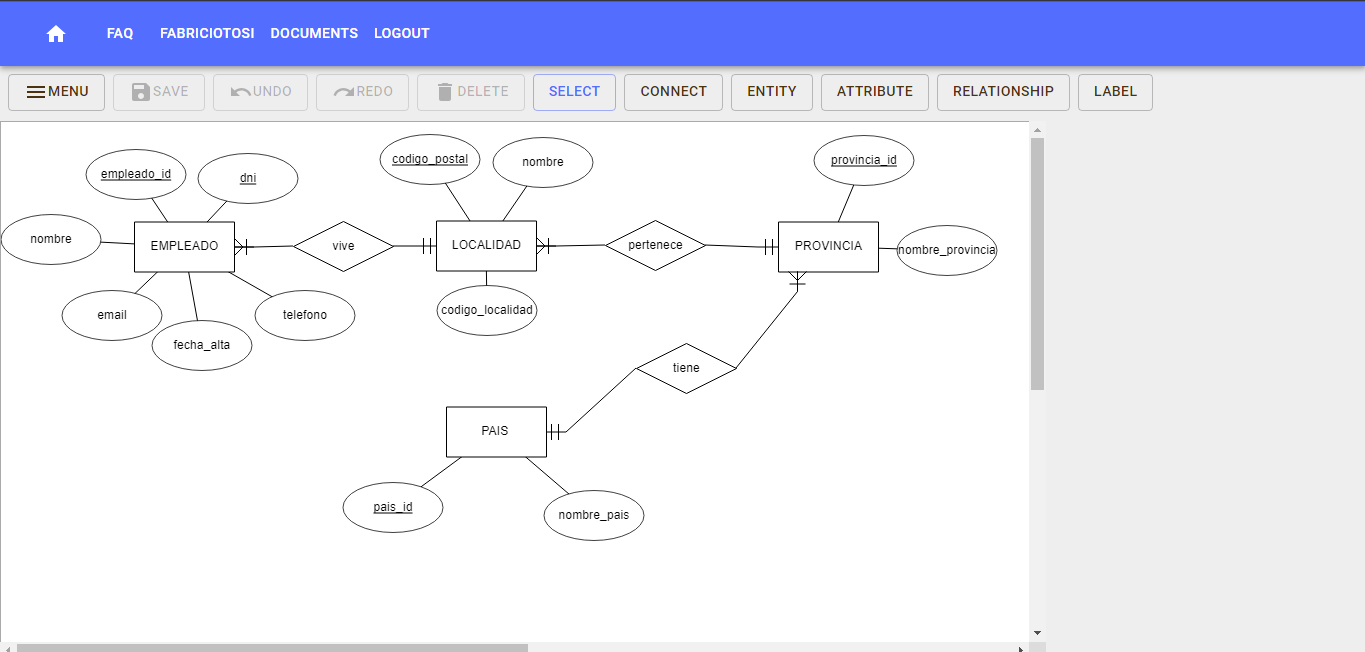 FAQ FABRICIOTOSI DOCUMENTS LOGOUT
MENU SAVE UNDO REDO DELETE SELECT CONNECT ENTITY ATTRIBUTE RELATIONSHIP LABEL
codigo_postal nombre provincia_id
empleado_id dni
nombre EMPLEADO vive LOCALIDAD pertenece PROVINCIA nombre_provincia
email telefono codigo_localidad
fecha_alta
tiene
PAIS
pais_id nombre_pais